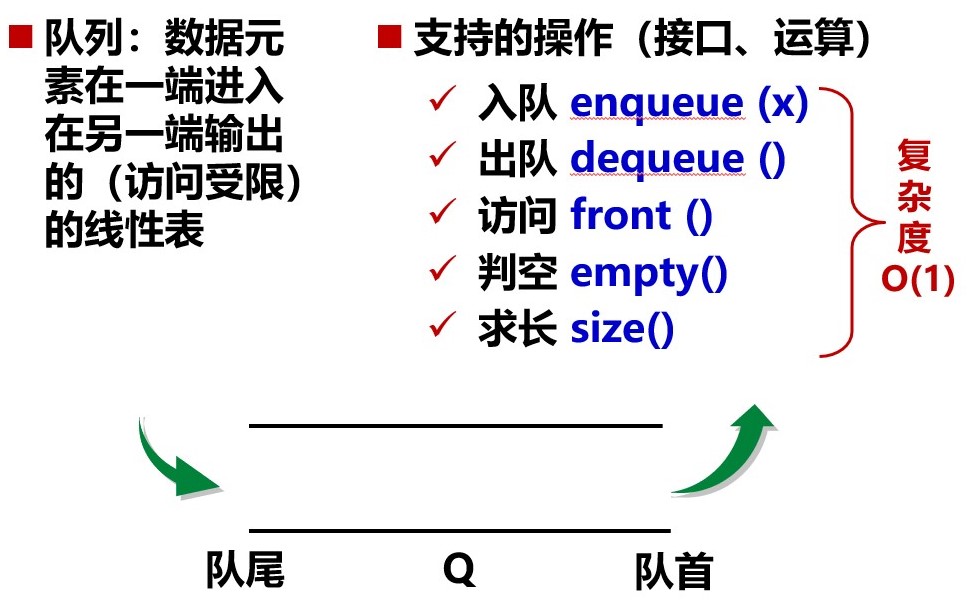 队列：数据元
素在一端进入
在另一端输出
的（访问受限）
的线性表
支持的操作（接口、运算）
入队 enqueue (x)
出队 dequeue ()
访问 front ()
判空 empty()
求长 size()
复
杂
度
O(1)
队尾 Q 队首